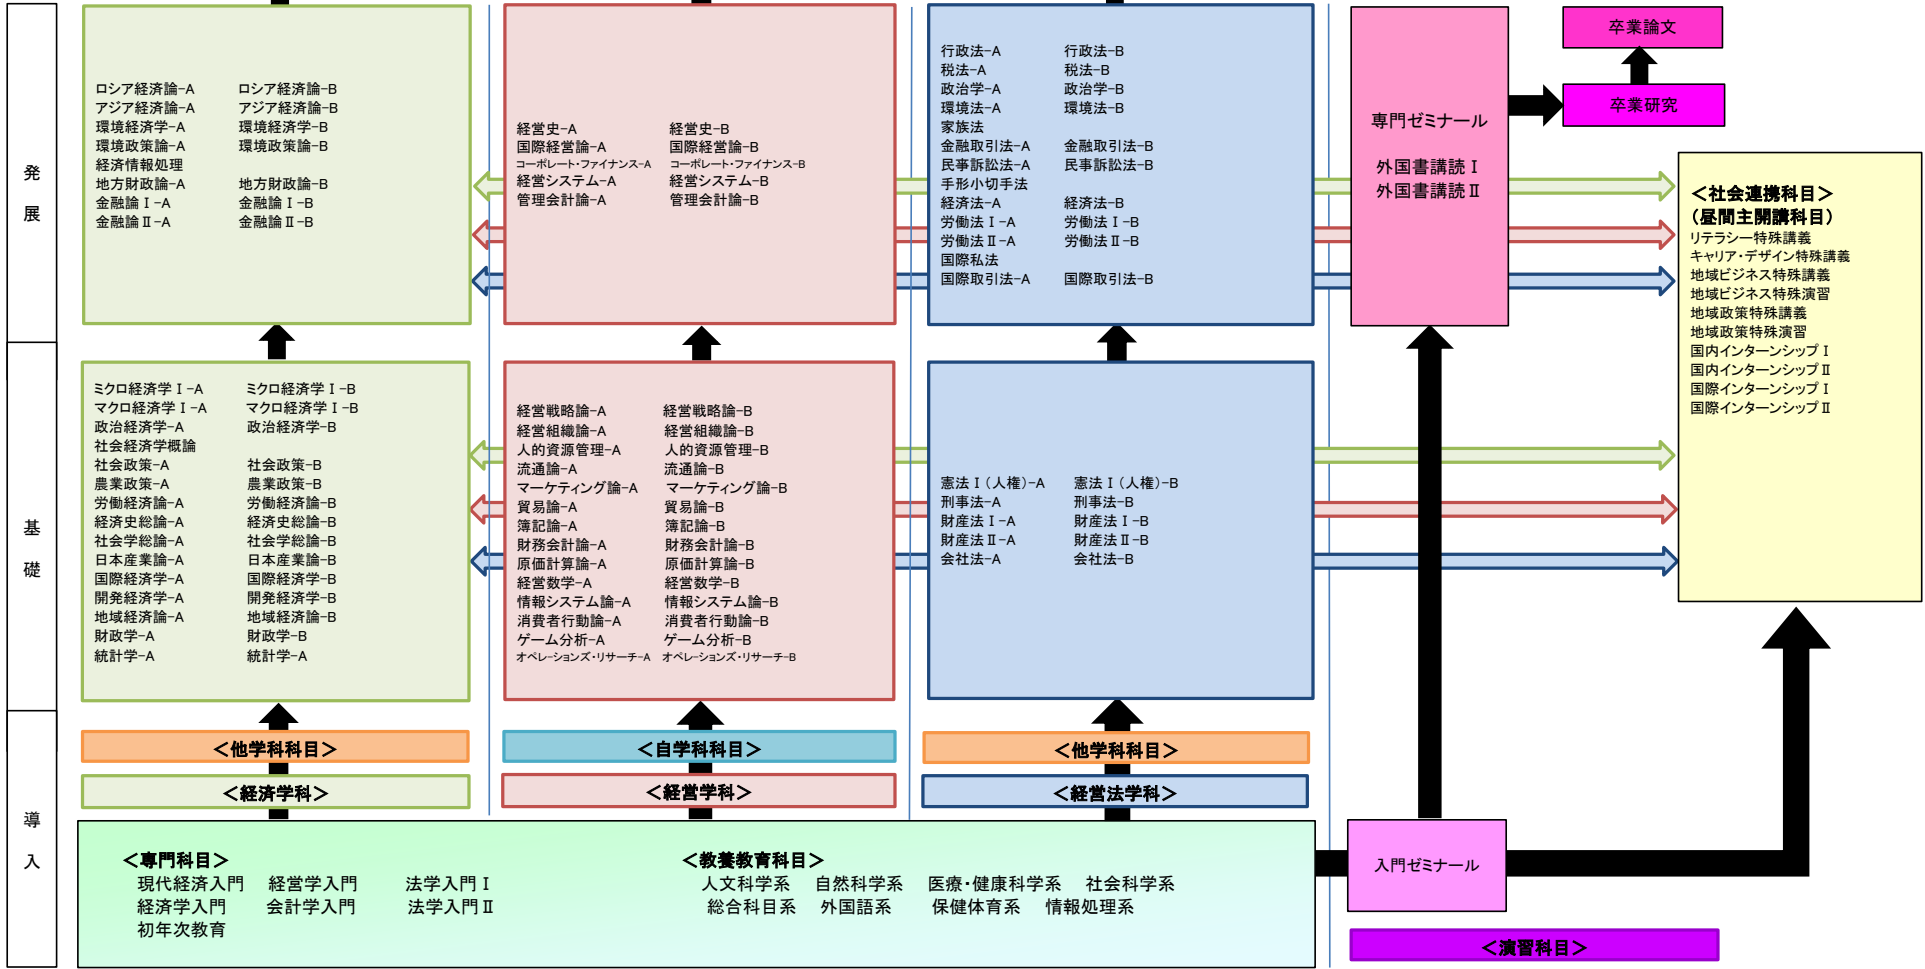 発
展
ロシア経済論-A ロシア経済論-B
アジア経済論-A アジア経済論-B
環境経済学-A 環境経済学-B
環境政策論-A 環境政策論-B
経済情報処理
地方財政論-A 地方財政論-B
金融論Ⅰ-A 金融論Ⅰ-B
金融論Ⅱ-A 金融論Ⅱ-B
経営史-A 経営史-B
国際経営論-A 国際経営論-B
コーポレート・ファイナンス-A コーポレート・ファイナンス-B
経営システム-A 経営システム-B
管理会計論-A 管理会計論-B
行政法-A 行政法-B
税法-A 税法-B
政治学-A 政治学-B
環境法-A 環境法-B
家族法
金融取引法-A 金融取引法-B
民事訴訟法-A 民事訴訟法-B
手形小切手法
経済法-A 経済法-B
労働法Ⅰ-A 労働法Ⅰ-B
労働法Ⅱ-A 労働法Ⅱ-B
国際私法
国際取引法-A 国際取引法-B
専門ゼミナール
外国書講読Ⅰ
外国書講読Ⅱ
卒業論文
卒業研究
＜社会連携科目＞
（昼間主開講科目）
リテラシー特殊講義
キャリア・デザイン特殊講義
地域ビジネス特殊講義
地域ビジネス特殊演習
地域政策特殊講義
地域政策特殊演習
国内インターンシップⅠ
国内インターンシップⅡ
国際インターンシップⅠ
国際インターンシップⅡ
基
礎
ミクロ経済学Ⅰ-A ミクロ経済学Ⅰ-B
マクロ経済学Ⅰ-A マクロ経済学Ⅰ-B
政治経済学-A 政治経済学-B
社会経済学概論
社会政策-A 社会政策-B
農業政策-A 農業政策-B
労働経済論-A 労働経済論-B
経済史総論-A 経済史総論-B
社会学総論-A 社会学総論-B
日本産業論-A 日本産業論-B
国際経済学-A 国際経済学-B
開発経済学-A 開発経済学-B
地域経済論-A 地域経済論-B
財政学-A 財政学-B
統計学-A 統計学-A
経営戦略論-A 経営戦略論-B
経営組織論-A 経営組織論-B
人的資源管理-A 人的資源管理-B
流通論-A 流通論-B
マーケティング論-A マーケティング論-B
貿易論-A 貿易論-B
簿記論-A 簿記論-B
財務会計論-A 財務会計論-B
原価計算論-A 原価計算論-B
経営数学-A 経営数学-B
情報システム論-A 情報システム論-B
消費者行動論-A 消費者行動論-B
ゲーム分析-A ゲーム分析-B
オペレーションズ・リサーチ-A オペレーションズ・リサーチ-B
憲法Ⅰ（人権）-A 憲法Ⅰ（人権）-B
刑事法-A 刑事法-B
財産法Ⅰ-A 財産法Ⅰ-B
財産法Ⅱ-A 財産法Ⅱ-B
会社法-A 会社法-B
導
入
＜他学科科目＞ ＜自学科科目＞ ＜他学科科目＞
＜経済学科＞ ＜経営学科＞ ＜経営法学科＞
＜専門科目＞
現代経済入門 経営学入門 法学入門Ⅰ
経済学入門 会計学入門 法学入門Ⅱ
初年次教育
＜教養教育科目＞
人文科学系 自然科学系 医療・健康科学系 社会科学系
総合科目系 外国語系 保健体育系 情報処理系
入門ゼミナール
＜演習科目＞